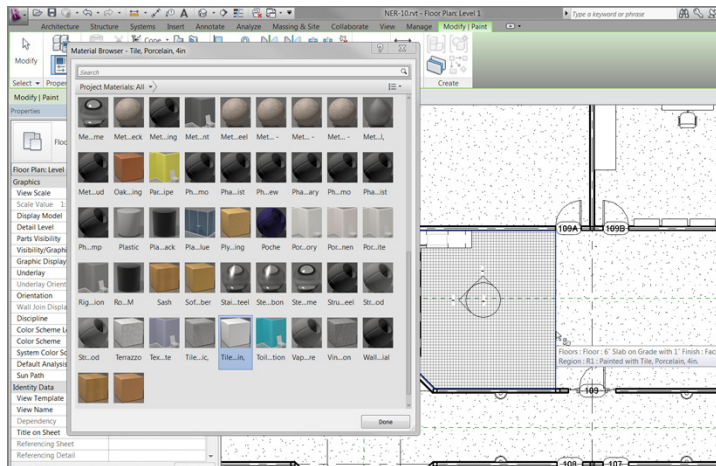 NER-10.rvt - Floor Plan: Level 1
Type a keyword or phrase
Architecture Structure Systems Insert Annotate Analyze Massing & Site Collaborate View Manage Modify | Paint
Modify
Cope
Select Proper
Create
Modify | Paint
Properties
Floo
Floor Plan: Level
Graphics
View Scale
Scale Value 1:
Display Model
Detail Level
Parts Visibility
Visibility/Graphi
Graphic Display
Underlay
Underlay Orient
Orientation
Wall Join Displa
Discipline
Color Scheme Lo
Color Scheme
System Color Sc
Default Analysis
Sun Path
Identity Data
View Template
View Name
Dependency
Title on Sheet
Referencing Sheet
Referencing Detail
Material Browser - Tile, Porcelain, 4in
Search
Project Materials: All
Me...me Met...eck Met...ing Met...nt Met...eel Met... - Met... - Met... - Met...l,
Met...ud Oak...ing Par...ipe Ph...mo Pha...ist Ph...ew Pha...ary Ph...mo Pha...ist
Ph...mp Plastic Pla...ack Pla...lue Ply...ing Poche Por...ory Por...nen Por...ite
Rig...ion Ro...M Sash Sof...ber Stai...teel Ste...bon Ste...me Stru...eel Str...od
Str...od Terrazzo Tex...te Tile...ic, Tile...in, Toil...tion Vap...re Vin...on Wall...ial
Done
109A 109B
Floors : Floor : 6" Slab on Grade with 1" Finish : Fac
Region : R1 : Painted with Tile, Porcelain, 4in.
109
108 107